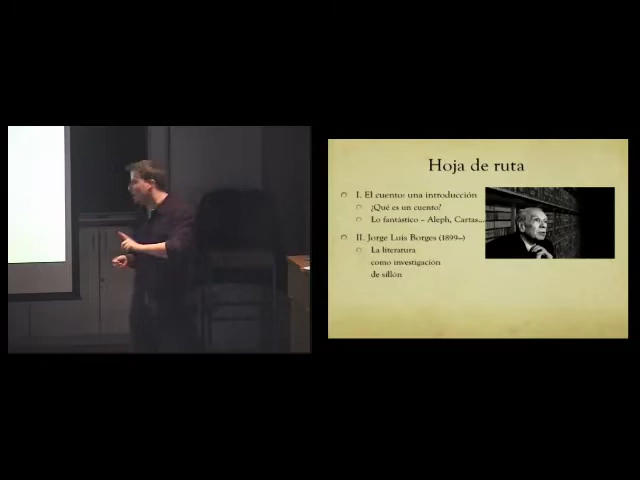 Hoja de ruta
I. El cuento: una introducción
¿Qué es un cuento?
Lo fantástico – Aleph, Cartas...
II. Jorge Luis Borges (1899–)
La literatura
como investigación
de sillón